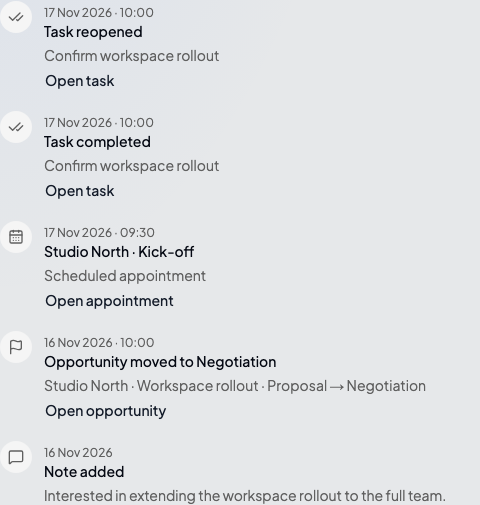 17 Nov 2026 · 10:00
Task reopened
Confirm workspace rollout
Open task
17 Nov 2026 · 10:00
Task completed
Confirm workspace rollout
Open task
17 Nov 2026 · 09:30
Studio North · Kick-off
Scheduled appointment
Open appointment
16 Nov 2026 · 10:00
Opportunity moved to Negotiation
Studio North · Workspace rollout · Proposal → Negotiation
Open opportunity
16 Nov 2026
Note added
Interested in extending the workspace rollout to the full team.